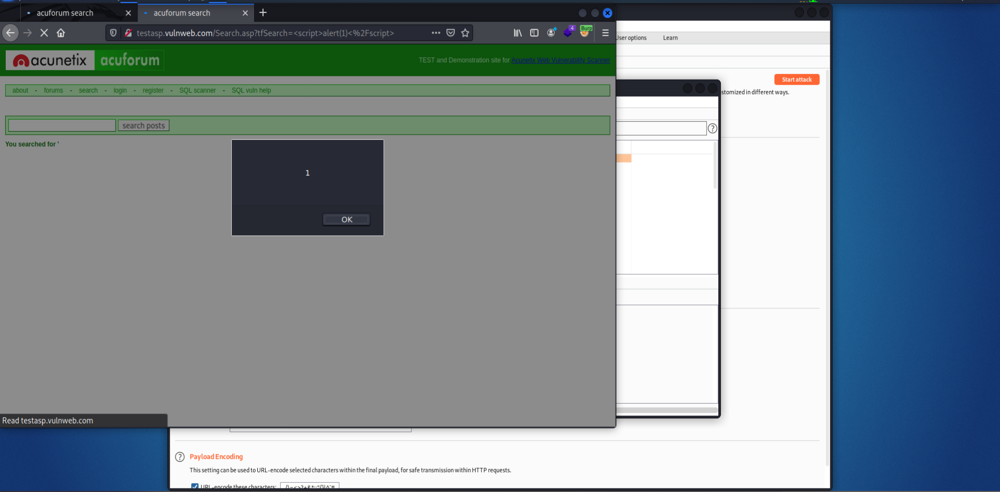 acuforum search
acuforum search
testasp.vulnweb.com/Search.asp?tfSearch=<script>alert(1)<%2Fscript>
4
Burp
User options
Learn
acunetix
acuforum
TEST and Demonstration site for Acunetix Web Vulnerability Scanner
about - forums - search - login - register - SQL scanner - SQL vuln help
Start attack
stomized in different ways.
search posts
You searched for '
1
OK
Read testasp.vulnweb.com
Payload Encoding
This setting can be used to URL-encode selected characters within the final payload, for safe transmission within HTTP requests.
URL-encode these characters: